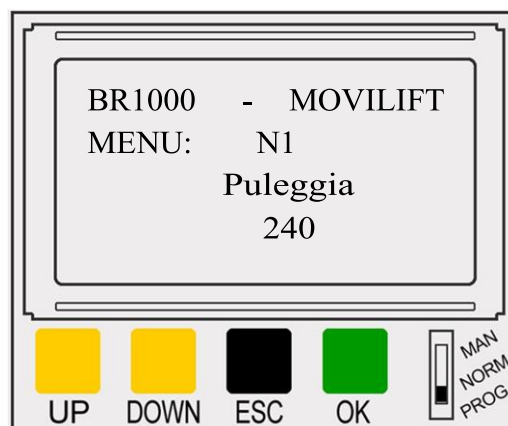 BR1000 - MOVILIFT
MENU: N1
Puleggia
240
UP DOWN ESC OK
MAN
NORM
PROG